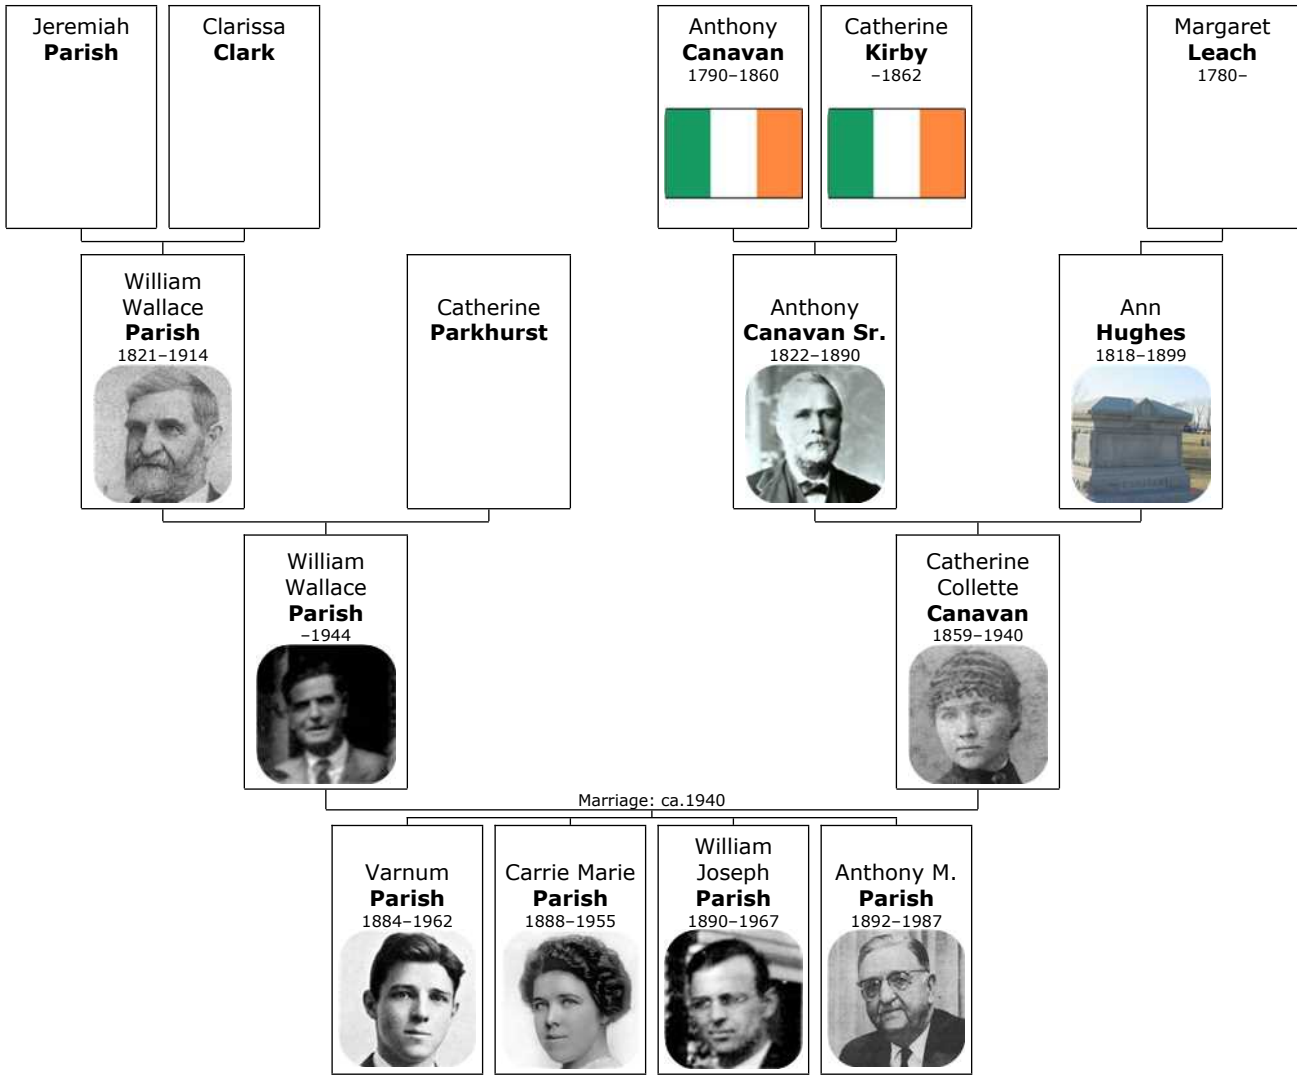 Jeremiah
Parish
Clarissa
Clark
Anthony
Canavan
1790–1860
Catherine
Kirby
–1862
Margaret
Leach
1780–
William
Wallace
Parish
1821–1914
Catherine
Parkhurst
Anthony
Canavan Sr.
1822–1890
Ann
Hughes
1818–1899
William
Wallace
Parish
–1944
Catherine
Collette
Canavan
1859–1940
Marriage: ca.1940
Varnum
Parish
1884–1962
Carrie Marie
Parish
1888–1955
William
Joseph
Parish
1890–1967
Anthony M.
Parish
1892–1987